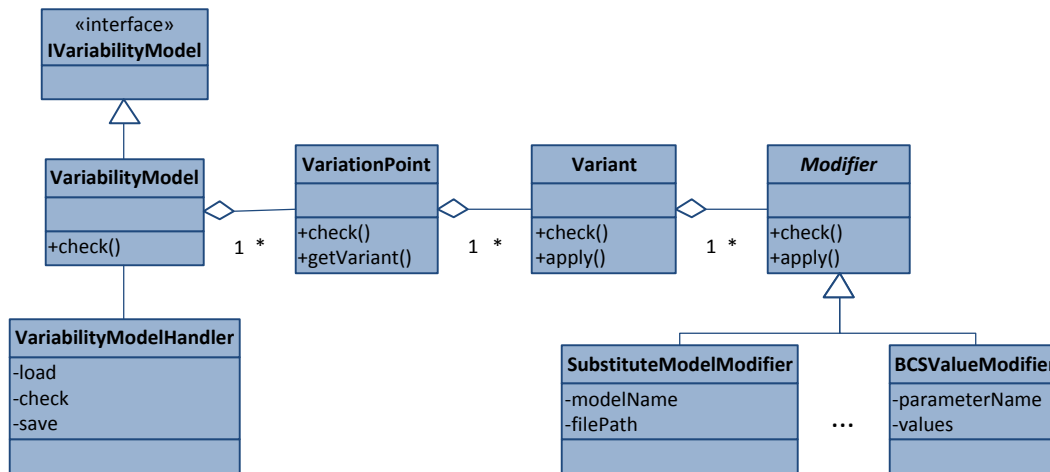 «interface»
IVariabilityModel
VariabilityModel
+check()
VariationPoint
+check()
+getVariant()
Variant
+check()
+apply()
Modifier
+check()
+apply()
1 *
1 *
1 *
VariabilityModelHandler
-load
-check
-save
SubstituteModelModifier
-modelName
-filePath
...
BCSValueModifier
-parameterName
-values